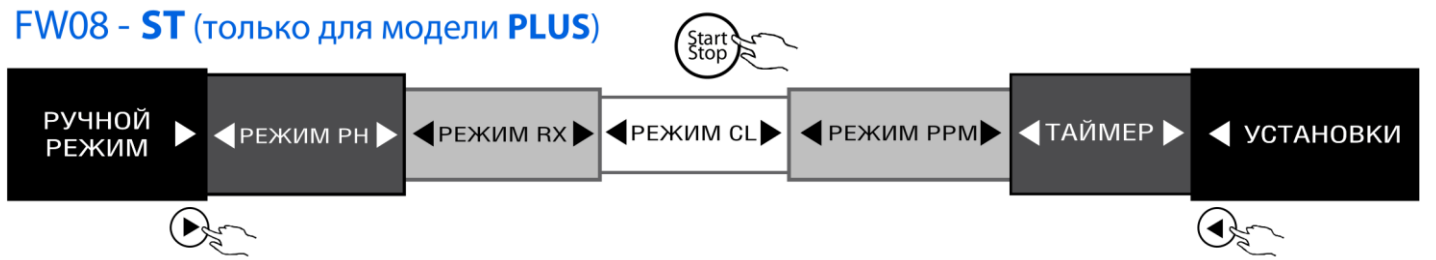 FW08 - ST (только для модели PLUS)
Start
Stop
РУЧНОЙ
РЕЖИМ
РЕЖИМ PH
РЕЖИМ RX
РЕЖИМ CL
РЕЖИМ PPM
ТАЙМЕР
УСТАНОВКИ